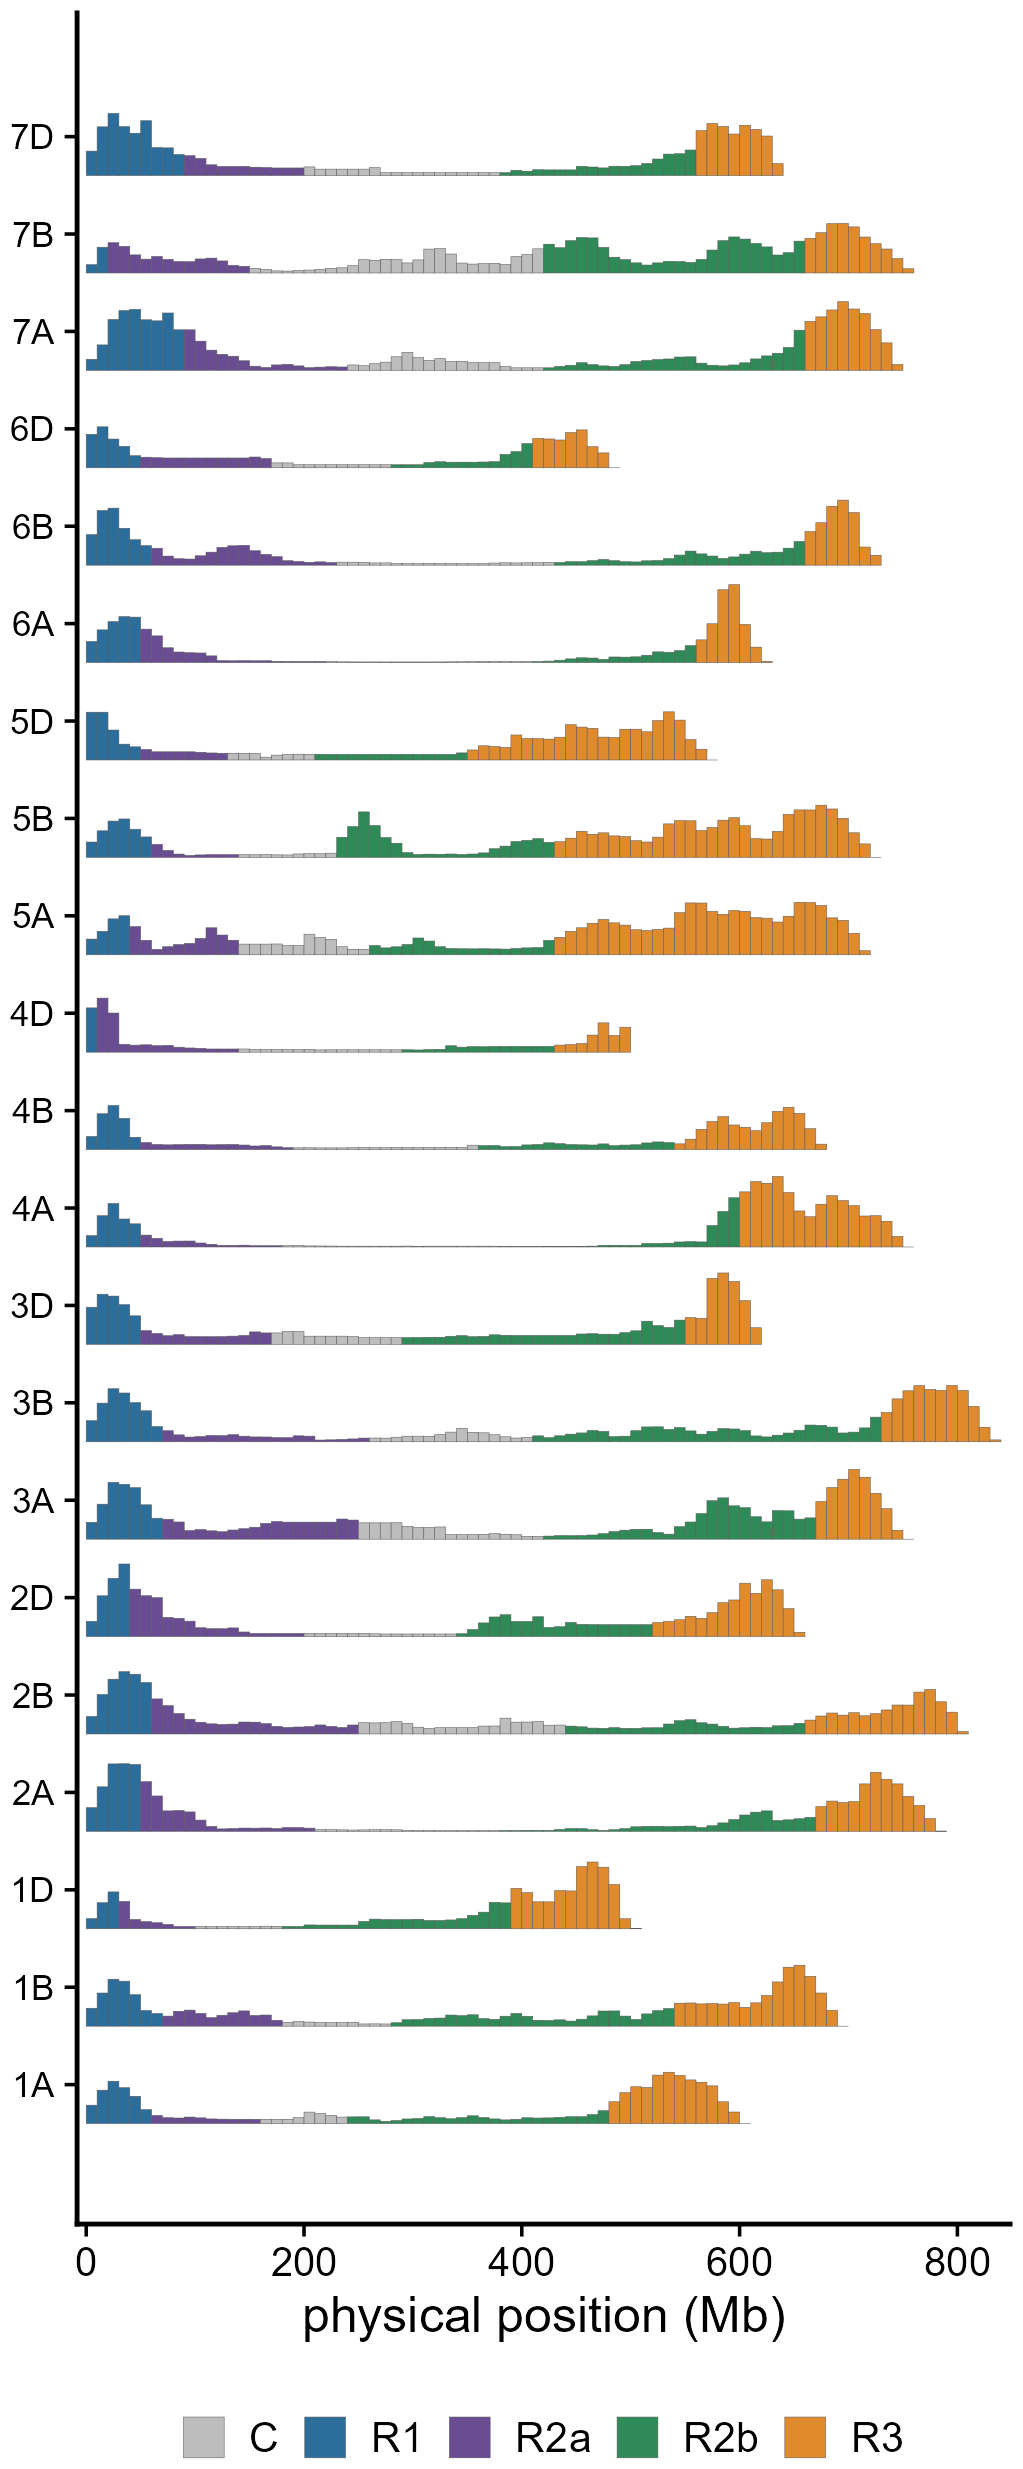 7D
7B
7A
6D
6B
6A
5D
5B
5A
4D
4B
4A
3D
3B
3A
2D
2B
2A
1D
1B
1A
0 200 400 600 800
physical position (Mb)
C R1 R2a R2b R3